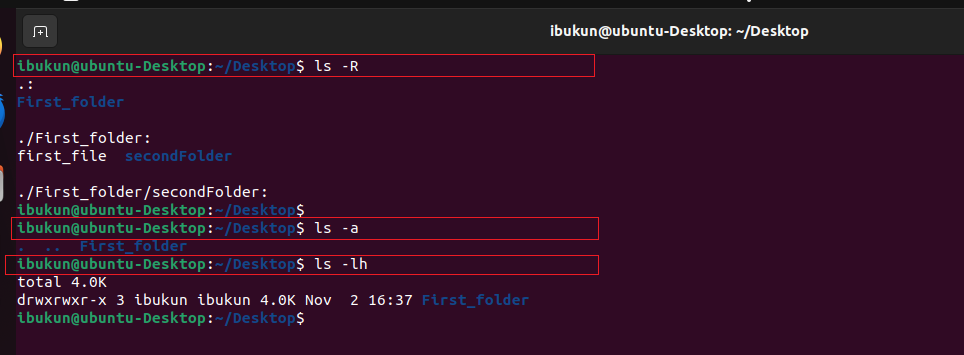 ibukun@ubuntu-Desktop: ~/Desktop
ibukun@ubuntu-Desktop:~/Desktop$ ls -R
.:
First_folder

./First_folder:
first_file  secondFolder

./First_folder/secondFolder:
ibukun@ubuntu-Desktop:~/Desktop$
ibukun@ubuntu-Desktop:~/Desktop$ ls -a
.  ..  First_folder
ibukun@ubuntu-Desktop:~/Desktop$ ls -lh
total 4.0K
drwxrwxr-x 3 ibukun ibukun 4.0K Nov  2 16:37 First_folder
ibukun@ubuntu-Desktop:~/Desktop$